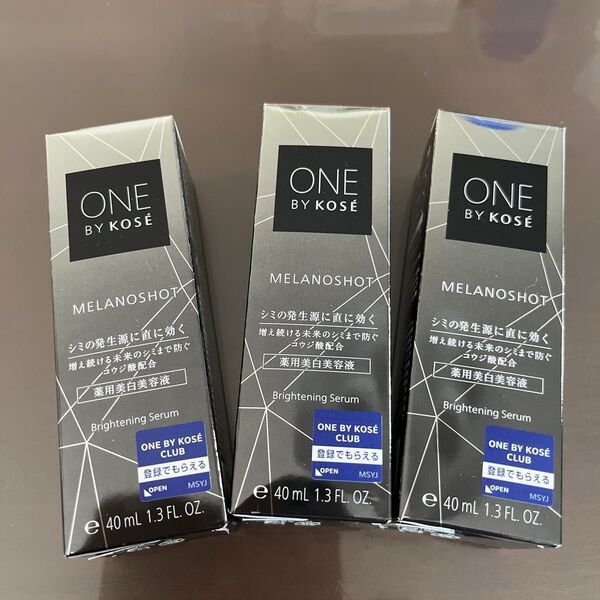 ONE
BY KOSÉ
MELANOSHOT
シミの発生源に直に効く
増え続ける未来のシミまで防ぐ
コウジ酸配合
薬用美白美容液
Brightening Serum
ONE BY KOSÉ
CLUB
登録でもらえる
OPEN
MSYJ
e 40 mL 1.3 FL. OZ.
ONE
BY KOSÉ
MELANOSHOT
シミの発生源に直に効く
増え続ける未来のシミまで防ぐ
コウジ酸配合
薬用美白美容液
Brightening Serum
ONE BY KOSÉ
CLUB
登録でもらえる
OPEN
MSYJ
e 40 mL 1.3 FL. OZ.
ONE
BY KOSÉ
MELANOSHOT
シミの発生源に直に効く
増え続ける未来のシミまで防ぐ
コウジ酸配合
薬用美白美容液
Brightening Serum
ONE BY KOSÉ
CLUB
登録でもらえる
OPEN
MSYJ
e 40 mL 1.3 FL. OZ.